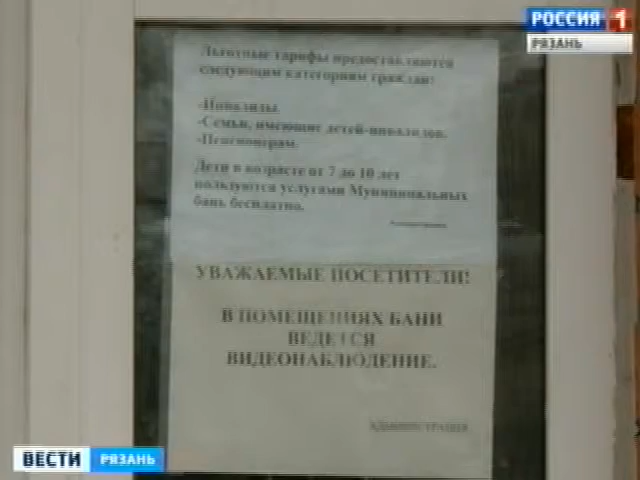 РОССИЯ 1
РЯЗАНЬ
Льготные тарифы предоставляются
следующим категориям граждан:
-Инвалиды.
-Семьи, имеющие детей-инвалидов.
-Пенсионерам.
Дети в возрасте от 7 до 10 лет
пользуются услугами Муниципальных
бань бесплатно.
УВАЖАЕМЫЕ ПОСЕТИТЕЛИ!
В ПОМЕЩЕНИЯХ БАНИ
ВЕДЕТСЯ
ВИДЕОНАБЛЮДЕНИЕ.
АДМИНИСТРАЦИЯ
ВЕСТИ РЯЗАНЬ